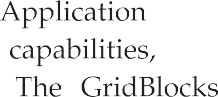 Application
capabilities,
The GridBlocks